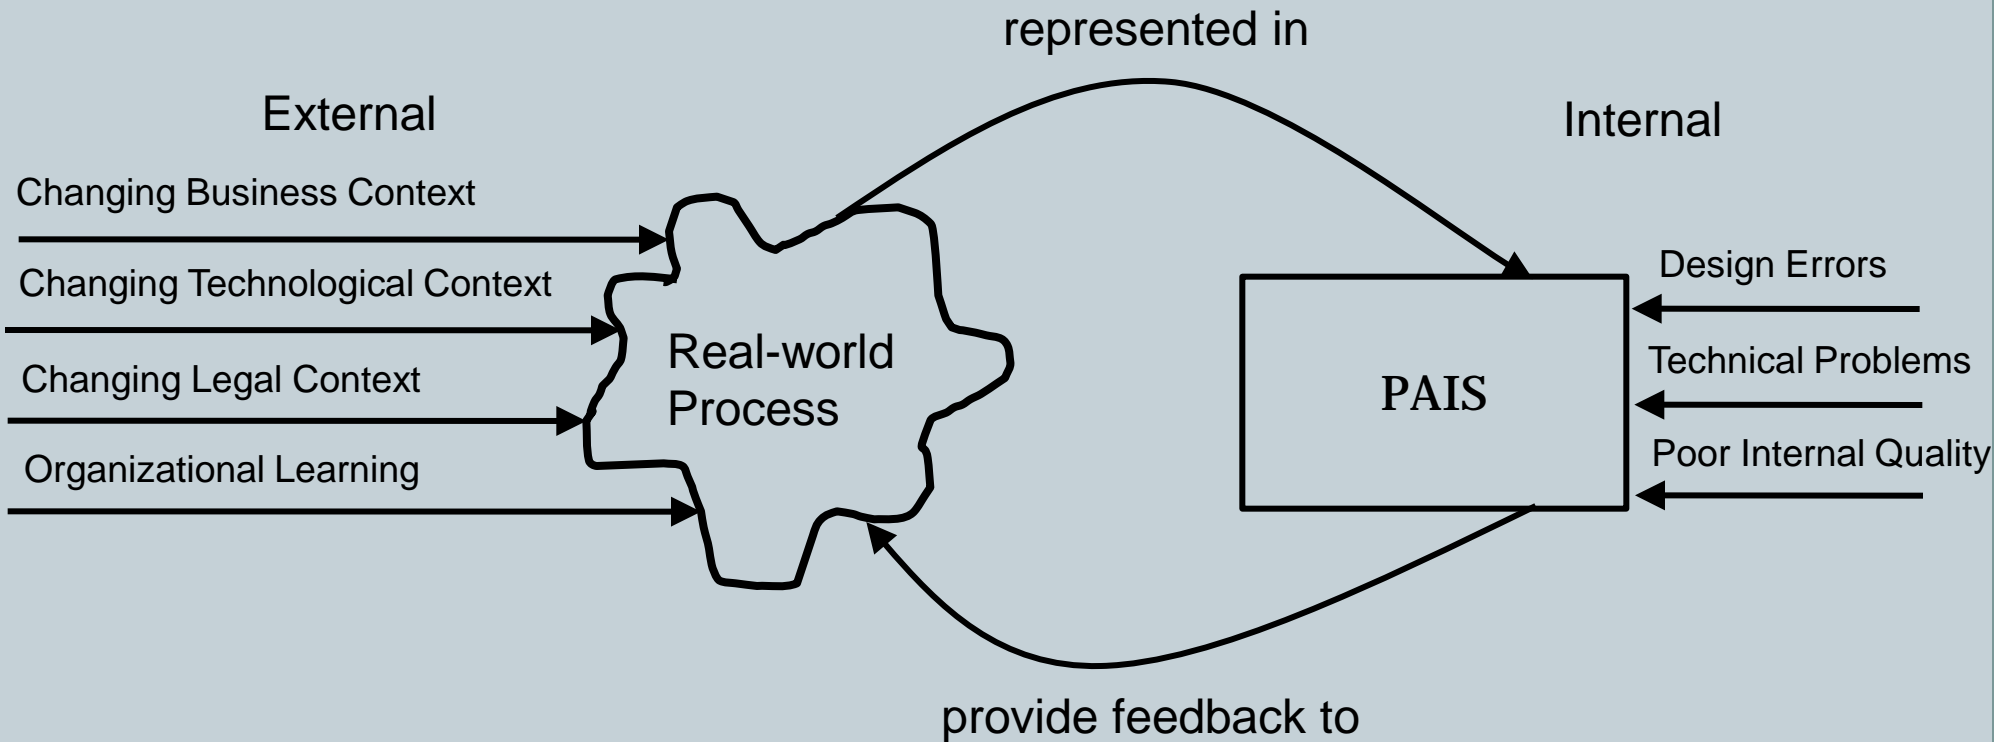 represented in
External
Internal
Changing Business Context
Changing Technological Context
Changing Legal Context
Organizational Learning
Real-world
Process
PAIS
Design Errors
Technical Problems
Poor Internal Quality
provide feedback to